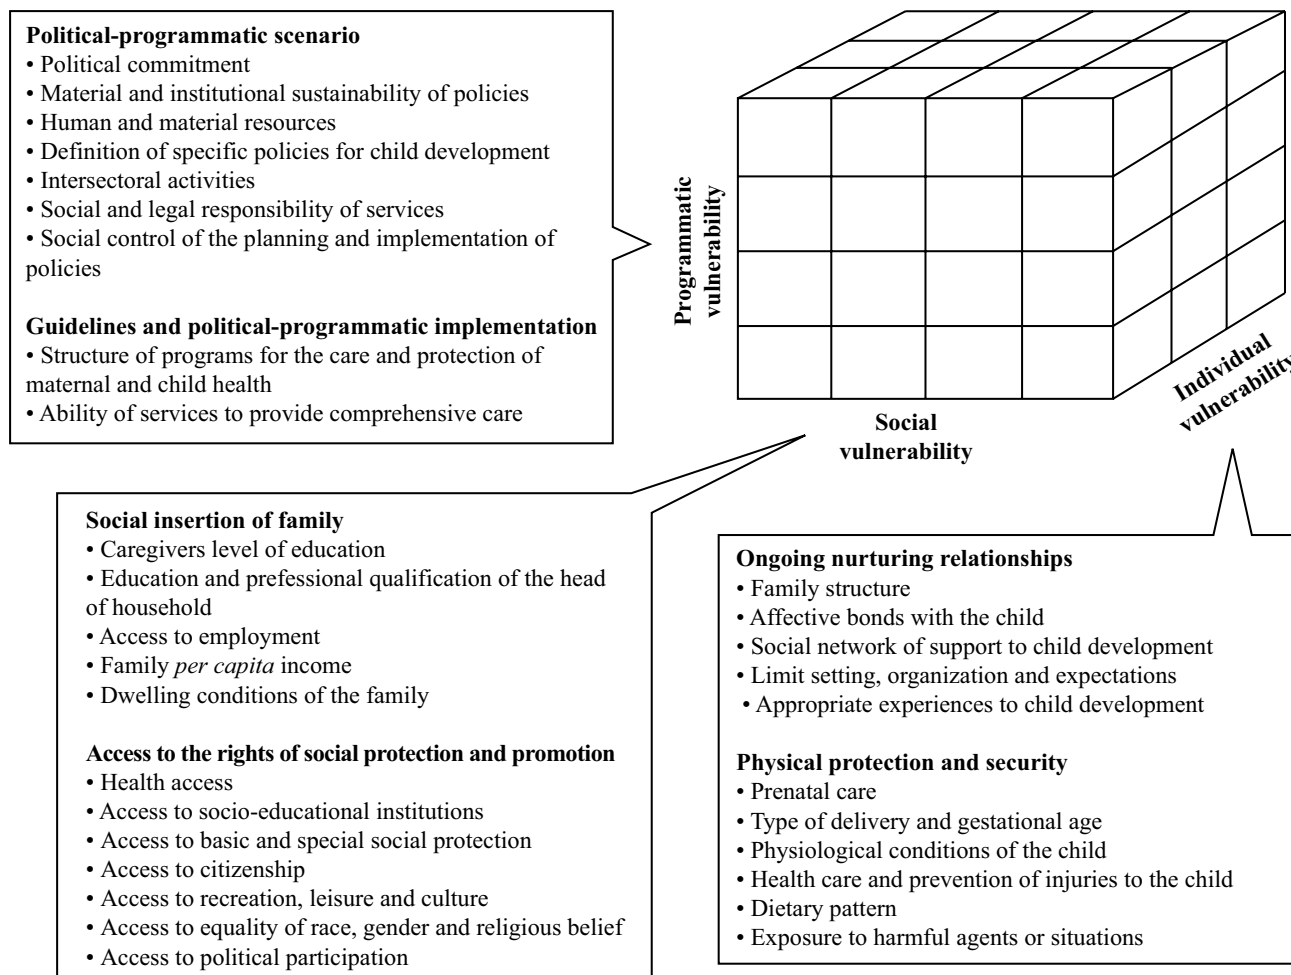 Political-programmatic scenario
• Political commitment
• Material and institutional sustainability of policies
• Human and material resources
• Definition of specific policies for child development
• Intersectoral activities
• Social and legal responsibility of services
• Social control of the planning and implementation of
policies
Guidelines and political-programmatic implementation
• Structure of programs for the care and protection of
maternal and child health
• Ability of services to provide comprehensive care
Programmatic
vulnerability
Social
vulnerability
Individual
vulnerability
Social insertion of family
• Caregivers level of education
• Education and prefessional qualification of the head
of household
• Access to employment
• Family per capita income
• Dwelling conditions of the family
Access to the rights of social protection and promotion
• Health access
• Access to socio-educational institutions
• Access to basic and special social protection
• Access to citizenship
• Access to recreation, leisure and culture
• Access to equality of race, gender and religious belief
• Access to political participation
Ongoing nurturing relationships
• Family structure
• Affective bonds with the child
• Social network of support to child development
• Limit setting, organization and expectations
• Appropriate experiences to child development
Physical protection and security
• Prenatal care
• Type of delivery and gestational age
• Physiological conditions of the child
• Health care and prevention of injuries to the child
• Dietary pattern
• Exposure to harmful agents or situations